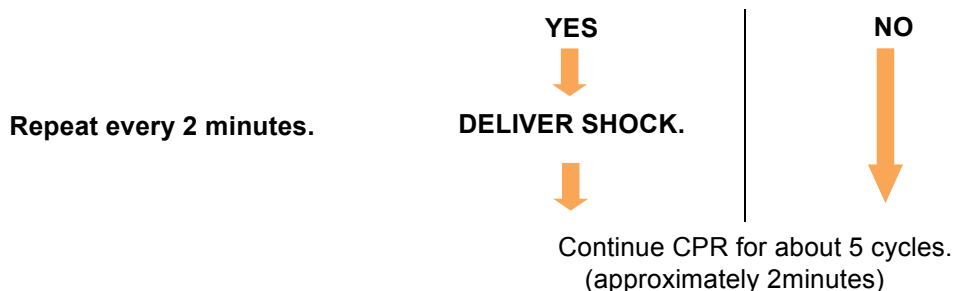 YES
NO
Repeat every 2 minutes.
DELIVER SHOCK.
Continue CPR for about 5 cycles.
(approximately 2minutes)